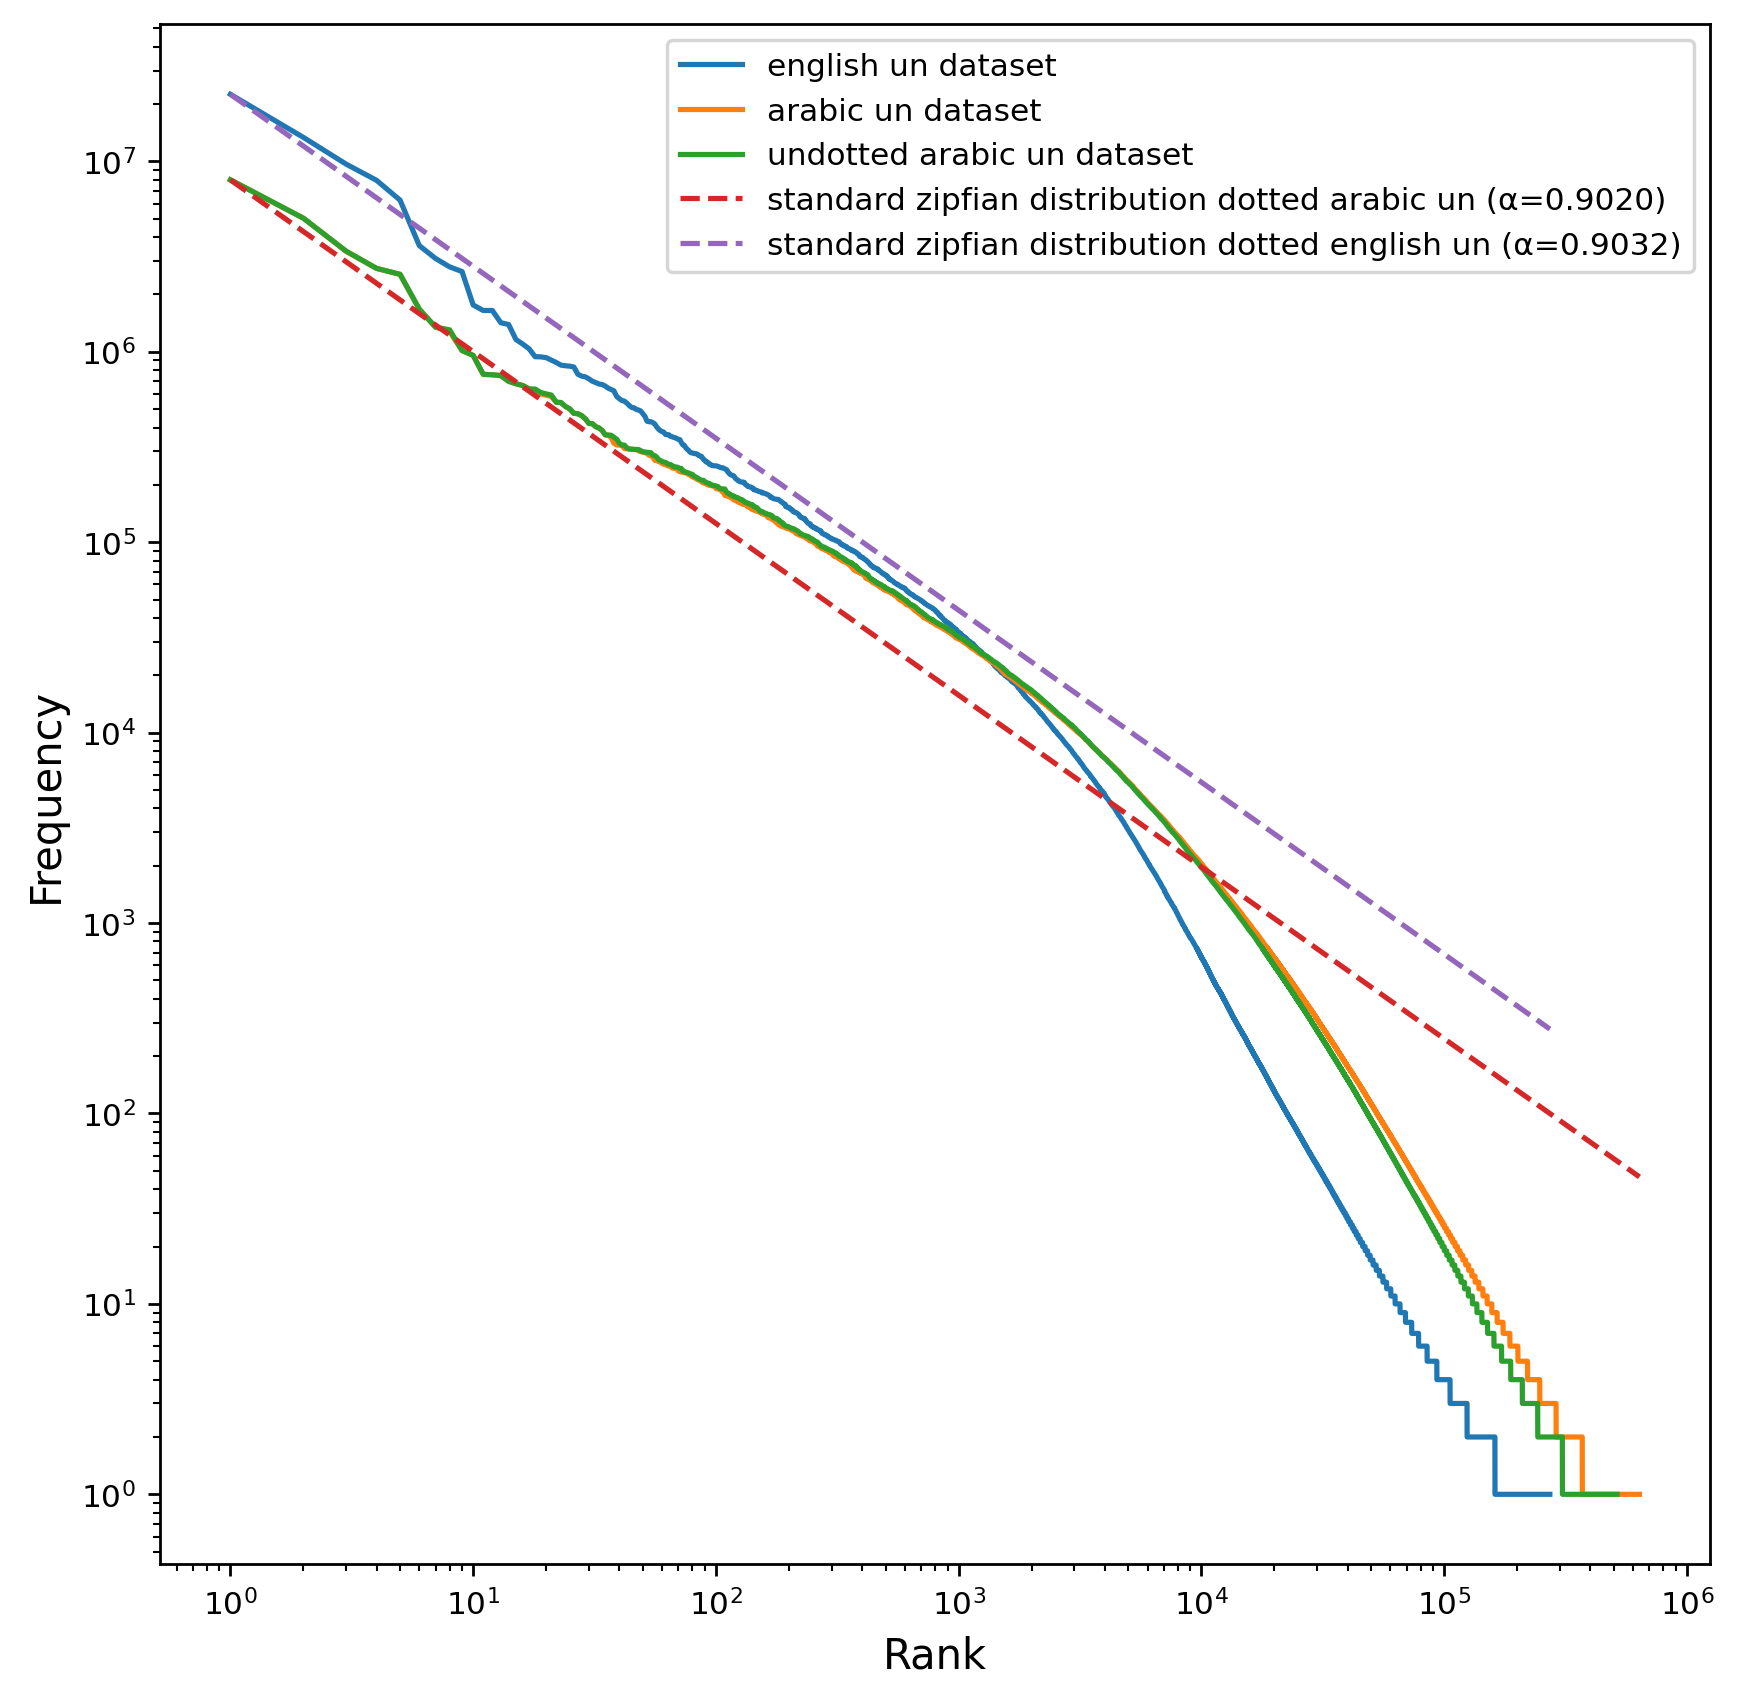 english un dataset
arabic un dataset
undotted arabic un dataset
standard zipfian distribution dotted arabic un (α=0.9020)
standard zipfian distribution dotted english un (α=0.9032)
Frequency
10⁷
10⁶
10⁵
10⁴
10³
10²
10¹
10⁰
10⁰ 10¹ 10² 10³ 10⁴ 10⁵ 10⁶
Rank